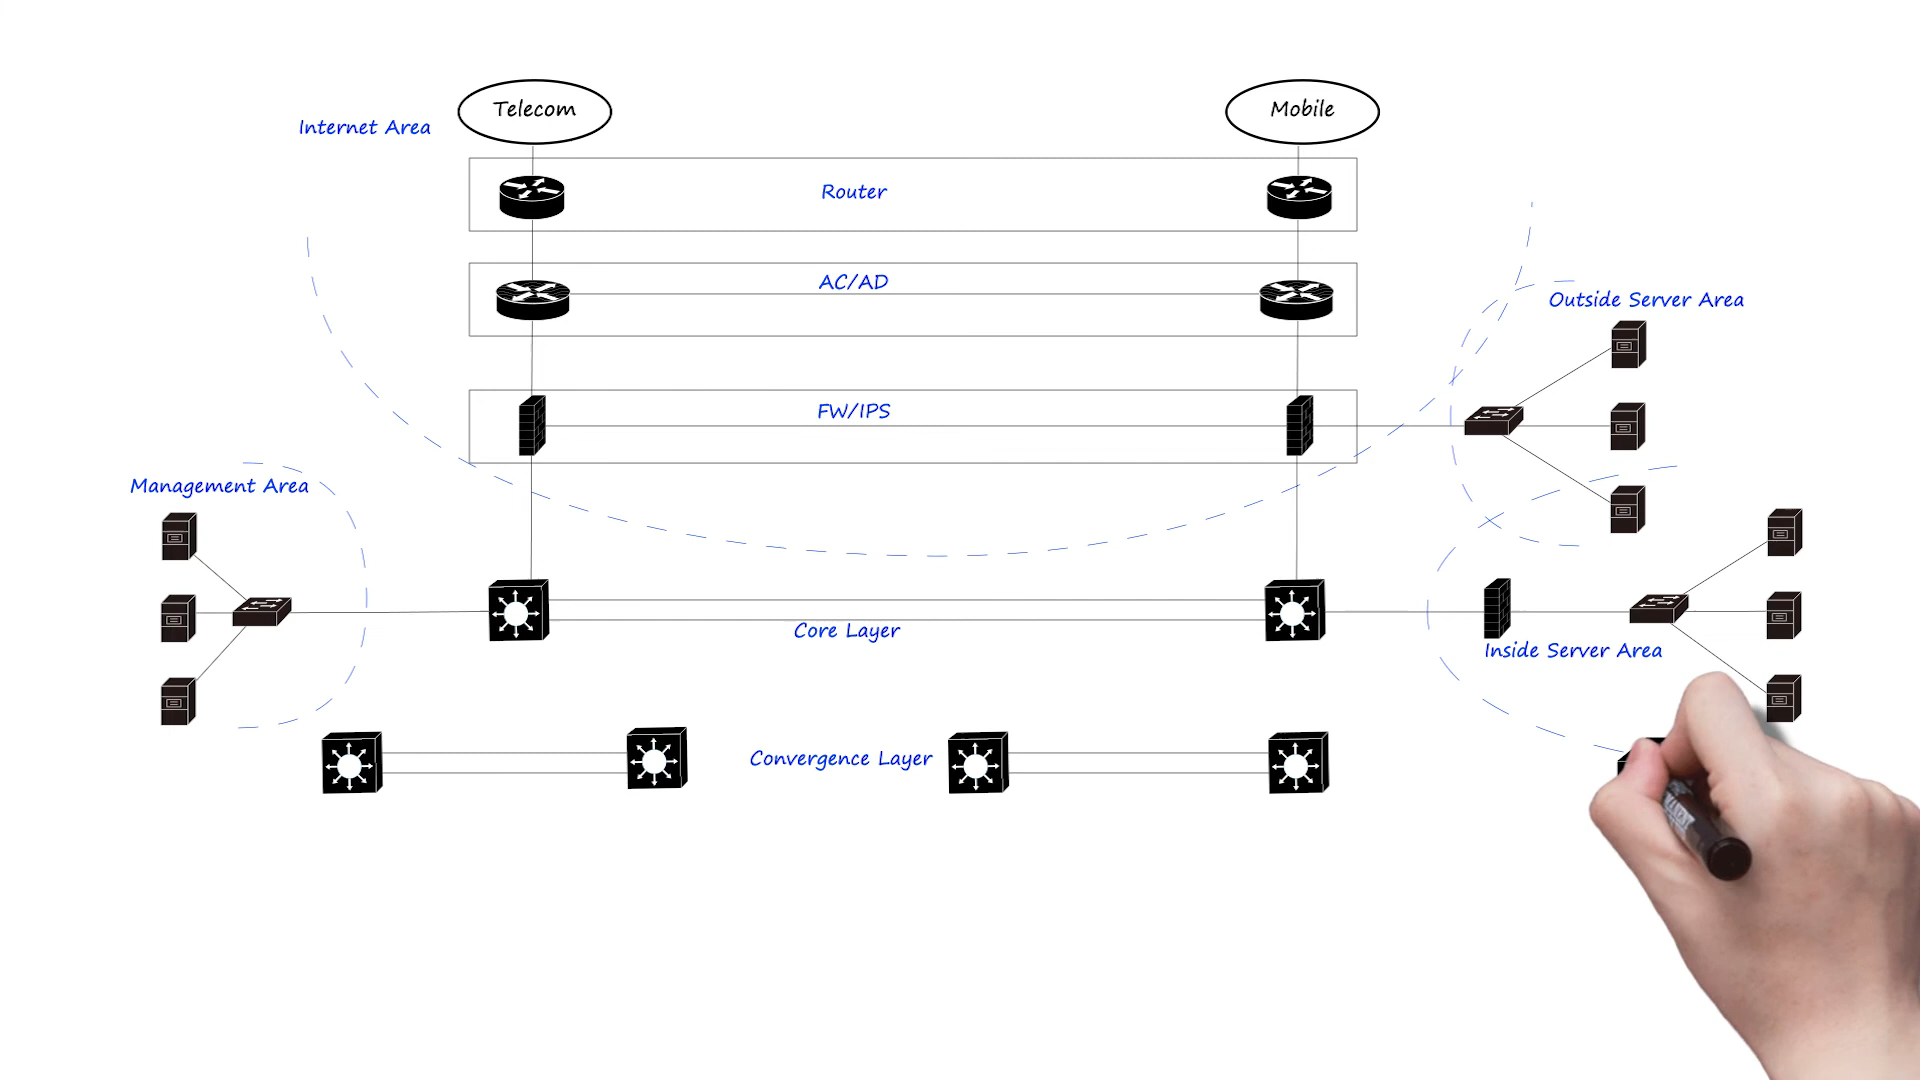 Telecom
Mobile
Internet Area
Router
AC/AD
Outside Server Area
FW/IPS
Management Area
Core Layer
Inside Server Area
Convergence Layer